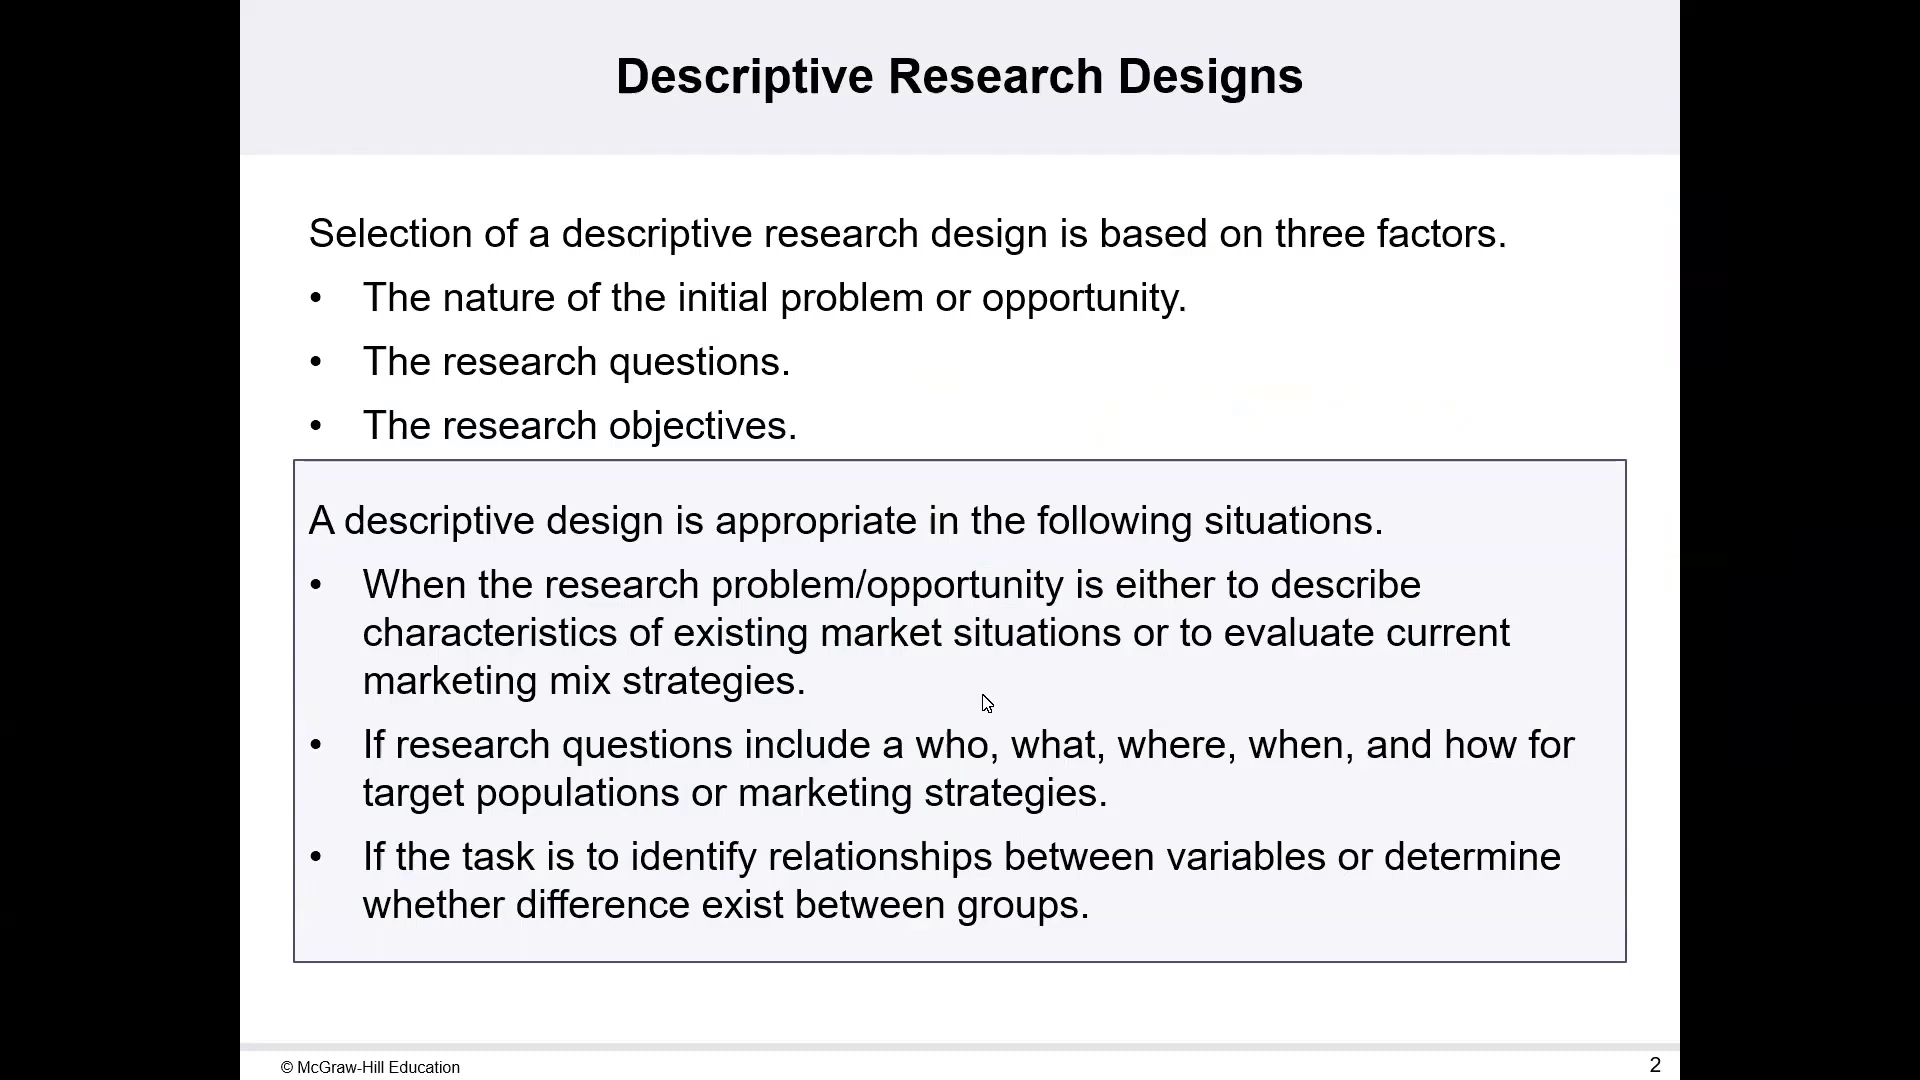 Descriptive Research Designs
Selection of a descriptive research design is based on three factors.
• The nature of the initial problem or opportunity.
• The research questions.
• The research objectives.
A descriptive design is appropriate in the following situations.
• When the research problem/opportunity is either to describe
characteristics of existing market situations or to evaluate current
marketing mix strategies.
• If research questions include a who, what, where, when, and how for
target populations or marketing strategies.
• If the task is to identify relationships between variables or determine
whether difference exist between groups.
© McGraw-Hill Education
2